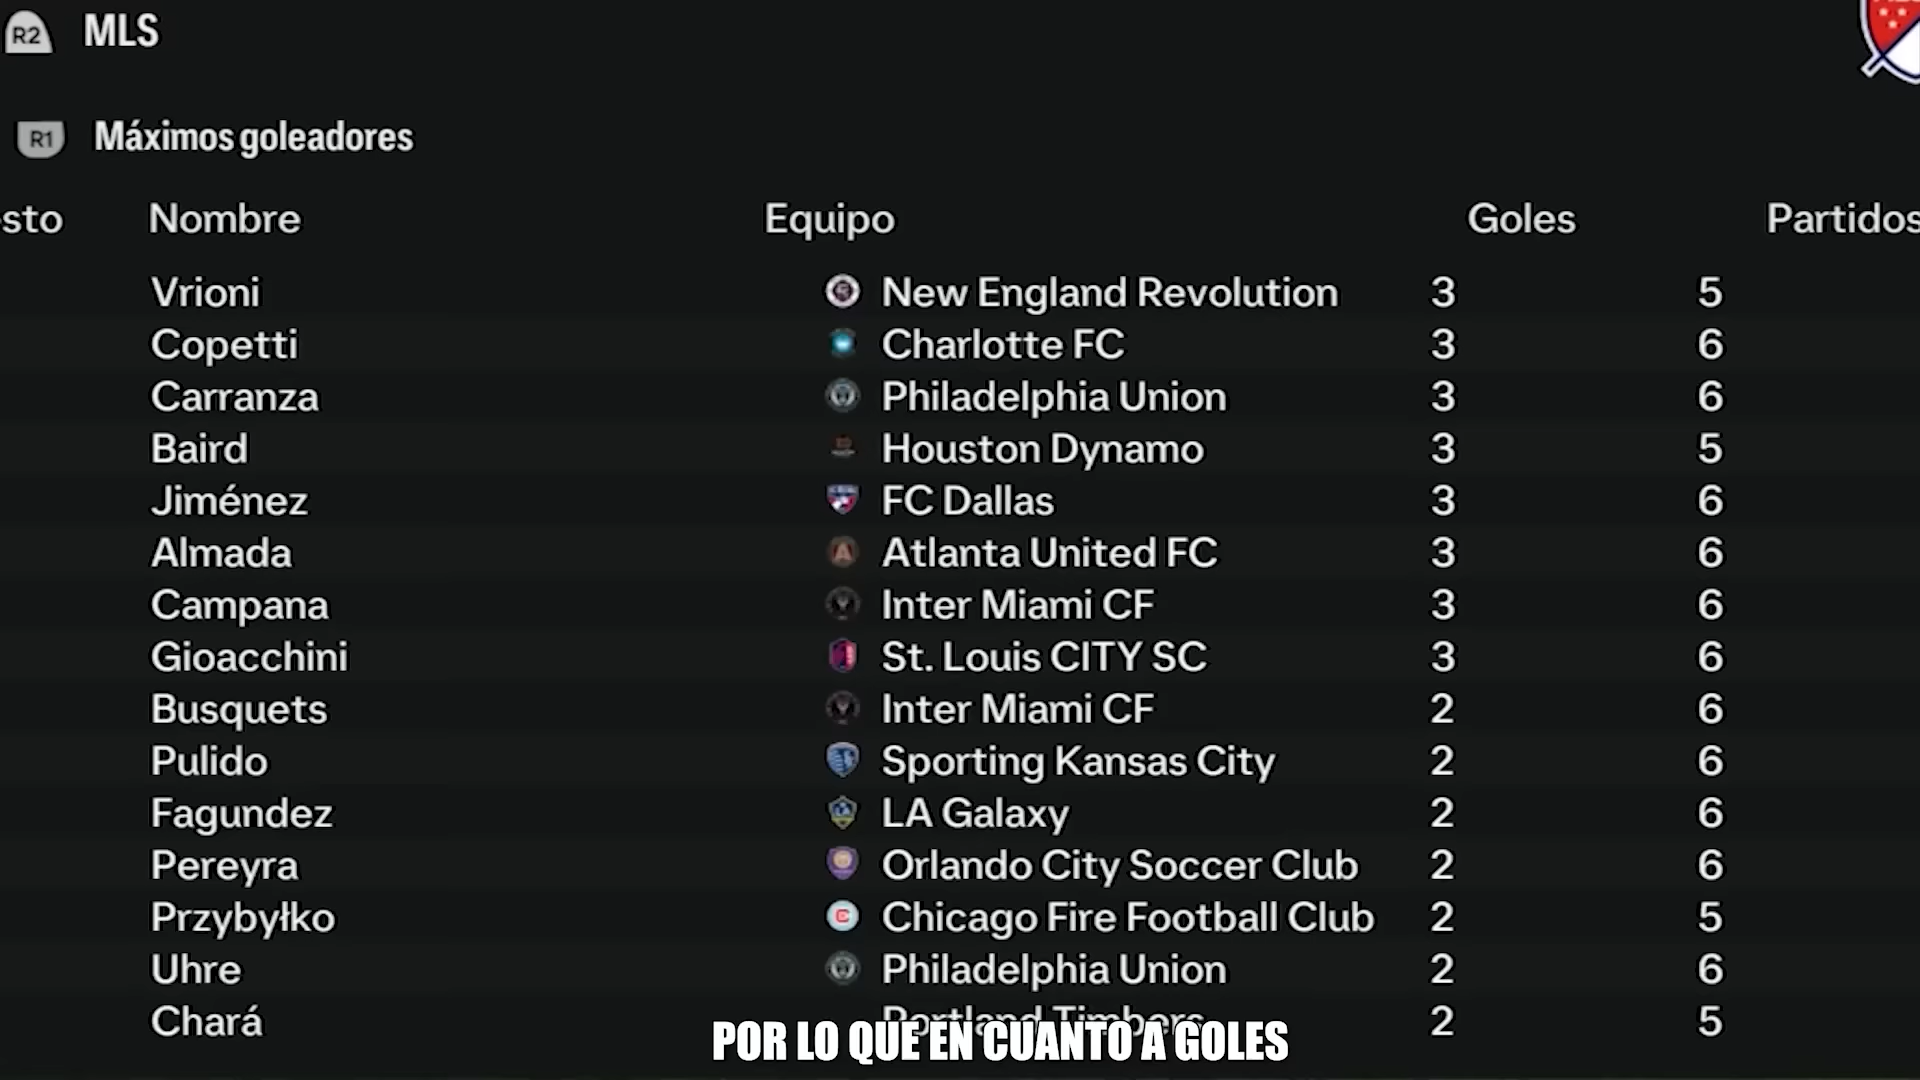 R2 MLS
R1 Máximos goleadores
sto Nombre Equipo Goles Partidos
Vrioni New England Revolution 3 5
Copetti Charlotte FC 3 6
Carranza Philadelphia Union 3 6
Baird Houston Dynamo 3 5
Jiménez FC Dallas 3 6
Almada Atlanta United FC 3 6
Campana Inter Miami CF 3 6
Gioacchini St. Louis CITY SC 3 6
Busquets Inter Miami CF 2 6
Pulido Sporting Kansas City 2 6
Fagundez LA Galaxy 2 6
Pereyra Orlando City Soccer Club 2 6
Przybyłko Chicago Fire Football Club 2 5
Uhre Philadelphia Union 2 6
Chará Portland Timbers 2 5
POR LO QUE EN CUANTO A GOLES